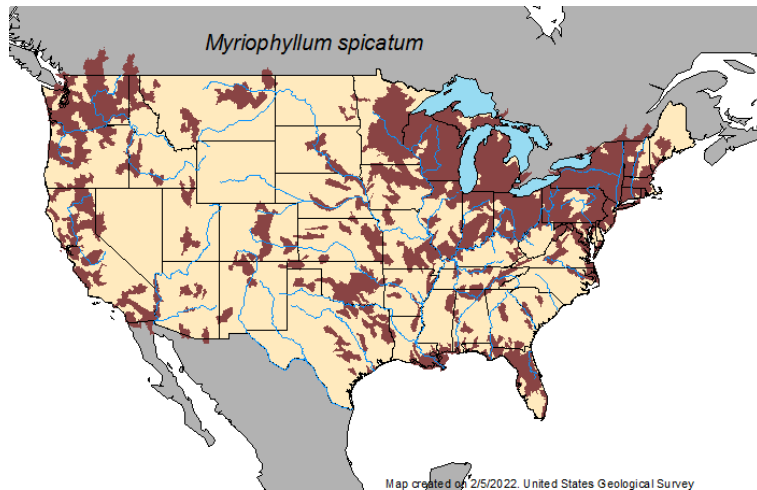 Myriophyllum spicatum
Map created on 2/5/2022. United States Geological Survey